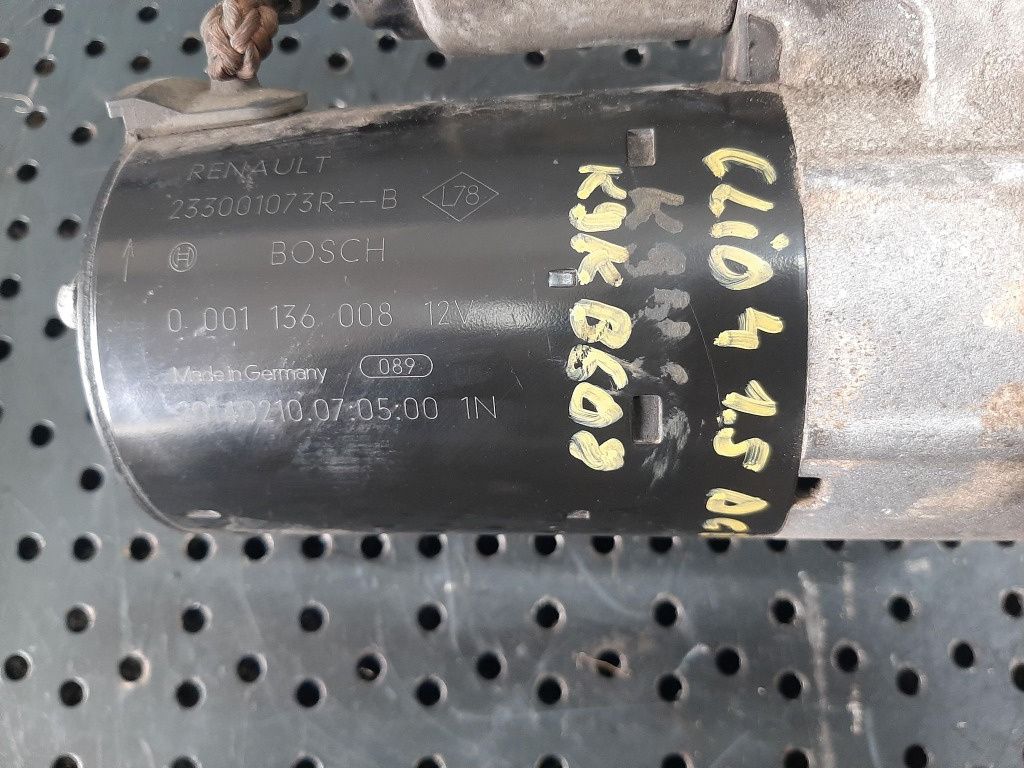 RENAULT
233001073R--B
L78
BOSCH
0 001 136 008 12V
Made in Germany
089
20140210.07:05:00 1N
K9K B608
CLIO 4 1.5